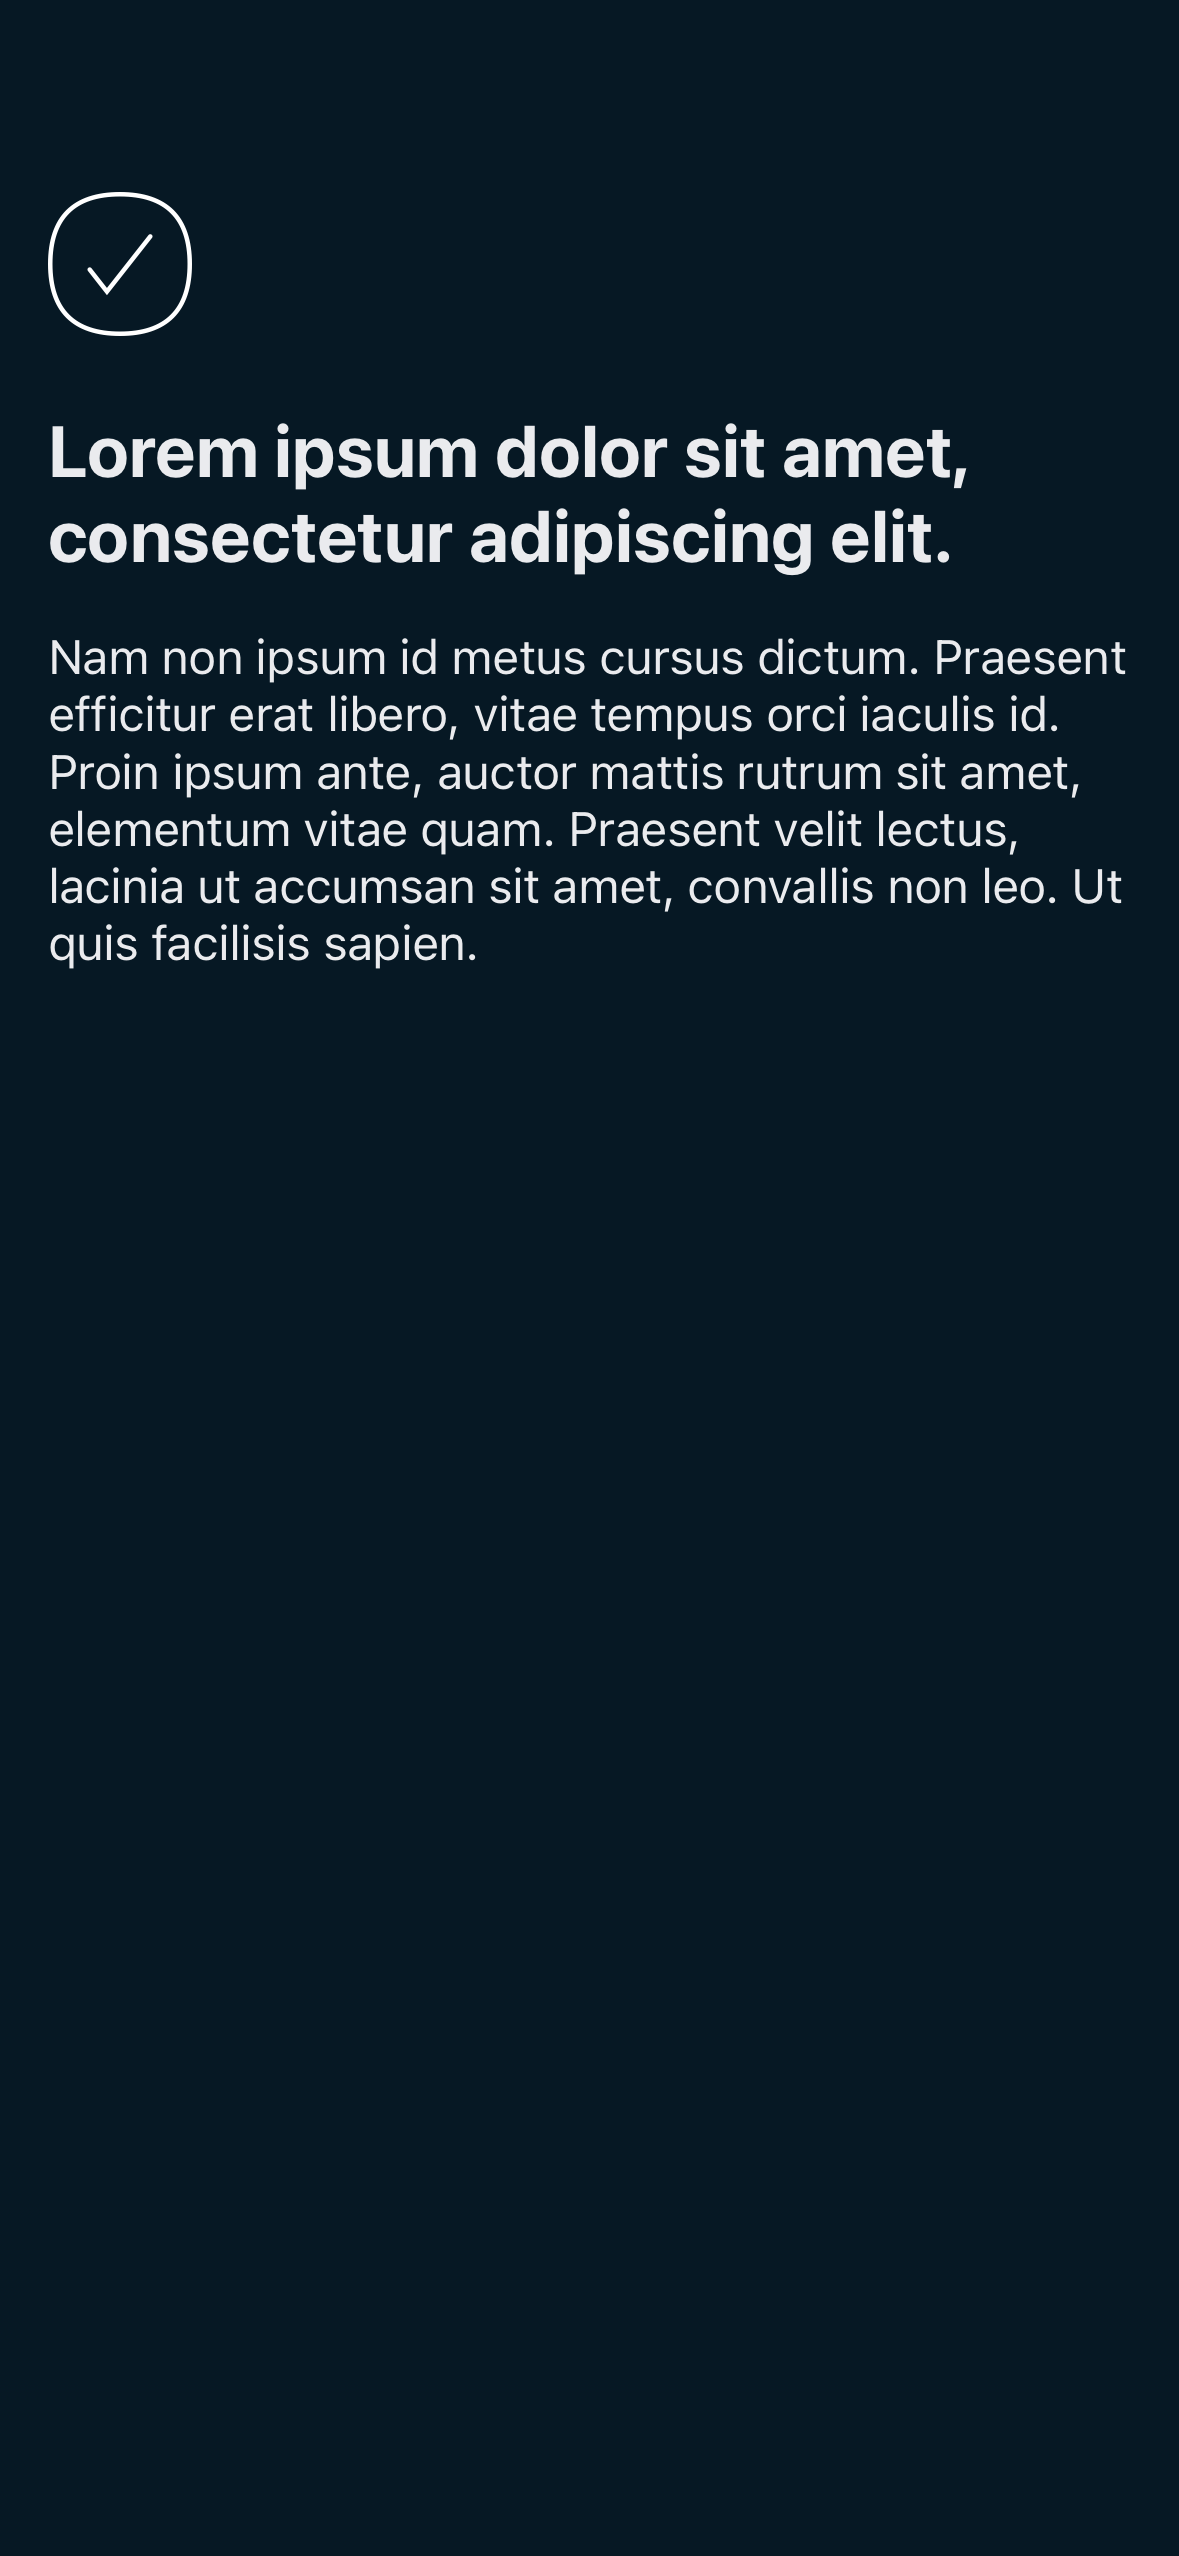 Lorem ipsum dolor sit amet,
consectetur adipiscing elit.
Nam non ipsum id metus cursus dictum. Praesent
efficitur erat libero, vitae tempus orci iaculis id.
Proin ipsum ante, auctor mattis rutrum sit amet,
elementum vitae quam. Praesent velit lectus,
lacinia ut accumsan sit amet, convallis non leo. Ut
quis facilisis sapien.